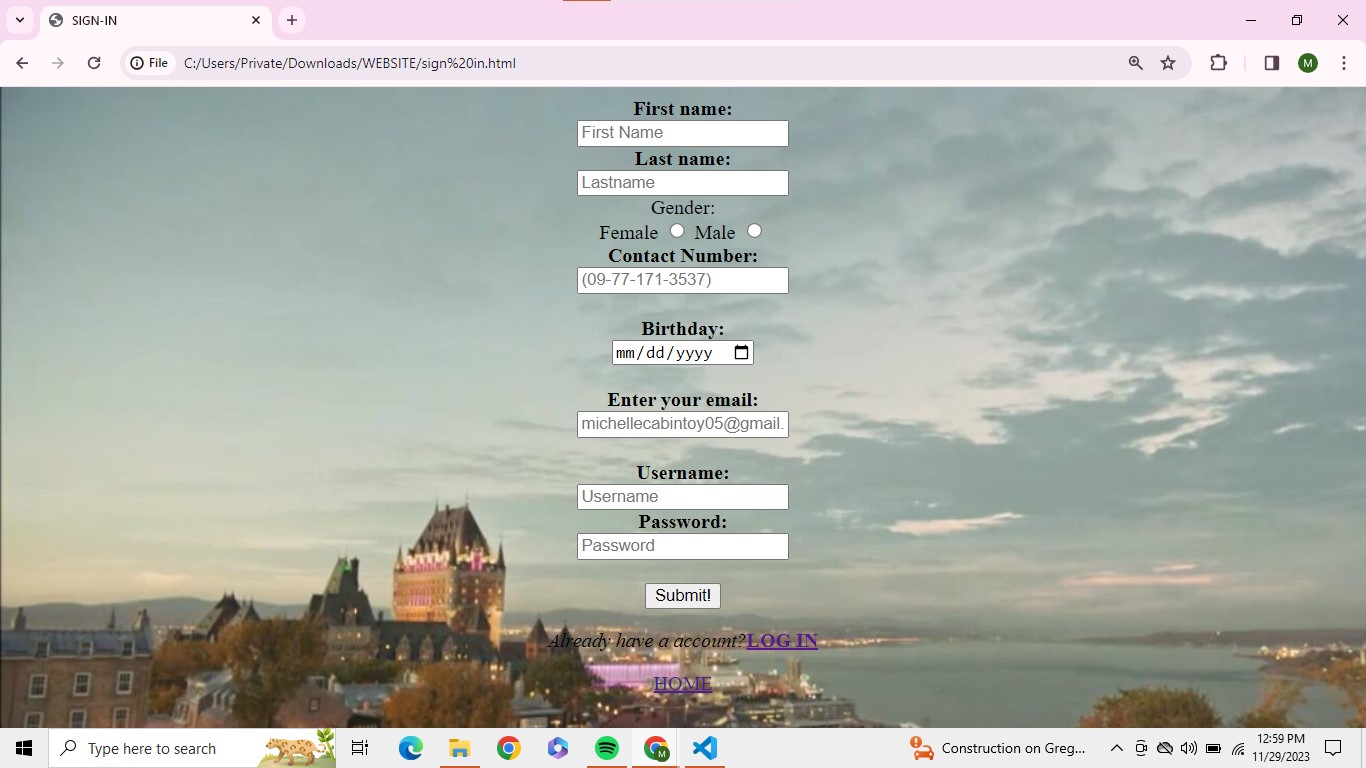 SIGN-IN
File C:/Users/Private/Downloads/WEBSITE/sign%20in.html
M
First name:
First Name
Last name:
Lastname
Gender:
Female Male
Contact Number:
(09-77-171-3537)
Birthday:
mm/dd/yyyy
Enter your email:
michellecabintoy05@gmail.
Username:
Username
Password:
Password
Submit!
Already have a account?LOG IN
HOME
Type here to search
M
Construction on Greg...
12:59 PM
11/29/2023